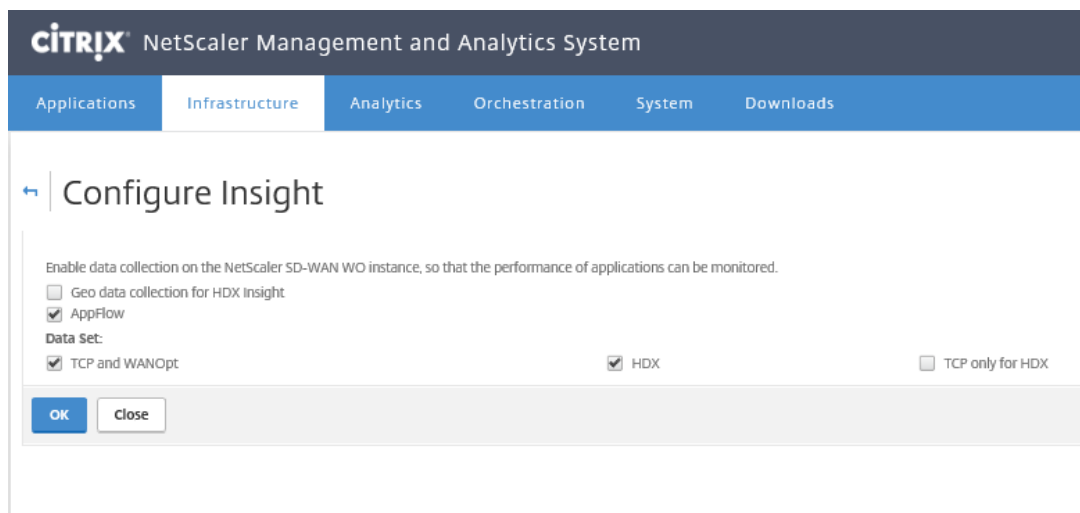 CITRIX NetScaler Management and Analytics System
Applications Infrastructure Analytics Orchestration System Downloads
Configure Insight
Enable data collection on the NetScaler SD-WAN WO instance, so that the performance of applications can be monitored.
Geo data collection for HDX Insight
AppFlow
Data Set:
TCP and WANOpt HDX TCP only for HDX
OK Close